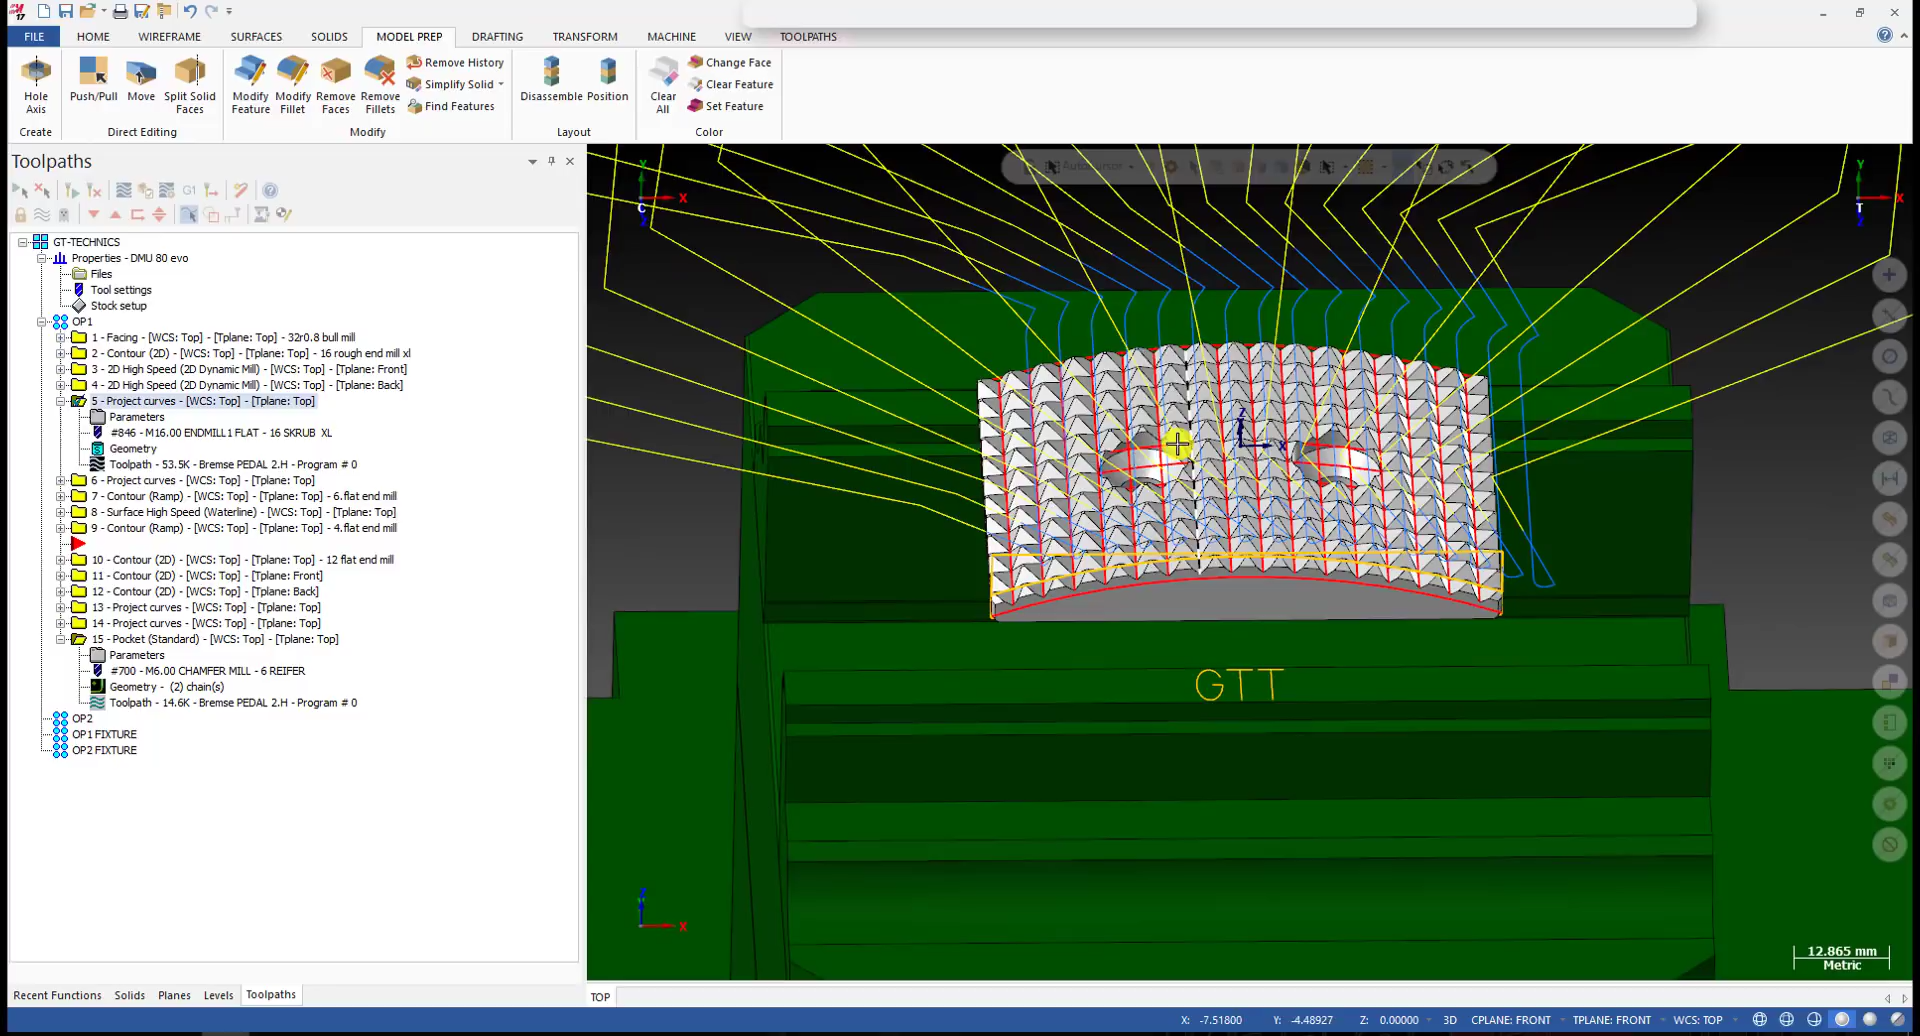 FILE HOME WIREFRAME SURFACES SOLIDS MODEL PREP DRAFTING TRANSFORM MACHINE VIEW TOOLPATHS
Hole Axis
Push/Pull
Move
Split Solid Faces
Modify Feature
Modify Fillet
Remove Faces
Remove Fillets
Remove History
Simplify Solid
Find Features
Disassemble
Position
Clear All
Change Face
Clear Feature
Set Feature
Create Direct Editing Modify Layout Color
Toolpaths
G1
GT-TECHNICS
Properties - DMU 80 evo
Files
Tool settings
Stock setup
OP1
1 - Facing - [WCS: Top] - [Tplane: Top] - 32r0.8 bull mill
2 - Contour (2D) - [WCS: Top] - [Tplane: Top] - 16 rough end mill xl
3 - 2D High Speed (2D Dynamic Mill) - [WCS: Top] - [Tplane: Front]
4 - 2D High Speed (2D Dynamic Mill) - [WCS: Top] - [Tplane: Back]
5 - Project curves - [WCS: Top] - [Tplane: Top]
Parameters
#846 - M16.00 ENDMILL1 FLAT - 16 SKRUB XL
Geometry
Toolpath - 53.5K - Bremse PEDAL 2.H - Program # 0
6 - Project curves - [WCS: Top] - [Tplane: Top]
7 - Contour (Ramp) - [WCS: Top] - [Tplane: Top] - 6.flat end mill
8 - Surface High Speed (Waterline) - [WCS: Top] - [Tplane: Top]
9 - Contour (Ramp) - [WCS: Top] - [Tplane: Top] - 4.flat end mill
10 - Contour (2D) - [WCS: Top] - [Tplane: Top] - 12 flat end mill
11 - Contour (2D) - [WCS: Top] - [Tplane: Front]
12 - Contour (2D) - [WCS: Top] - [Tplane: Back]
13 - Project curves - [WCS: Top] - [Tplane: Top]
14 - Project curves - [WCS: Top] - [Tplane: Top]
15 - Pocket (Standard) - [WCS: Top] - [Tplane: Top]
Parameters
#700 - M6.00 CHAMFER MILL - 6 REIFER
Geometry - (2) chain(s)
Toolpath - 14.6K - Bremse PEDAL 2.H - Program # 0
OP2
OP1 FIXTURE
OP2 FIXTURE
Autocursor
Y
X
C
Y
X
T
Z
X
GTT
Z
X
12.865 mm
Metric
Recent Functions Solids Planes Levels Toolpaths
TOP
X: -7.51800 Y: -4.48927 Z: 0.00000 3D CPLANE: FRONT TPLANE: FRONT WCS: TOP